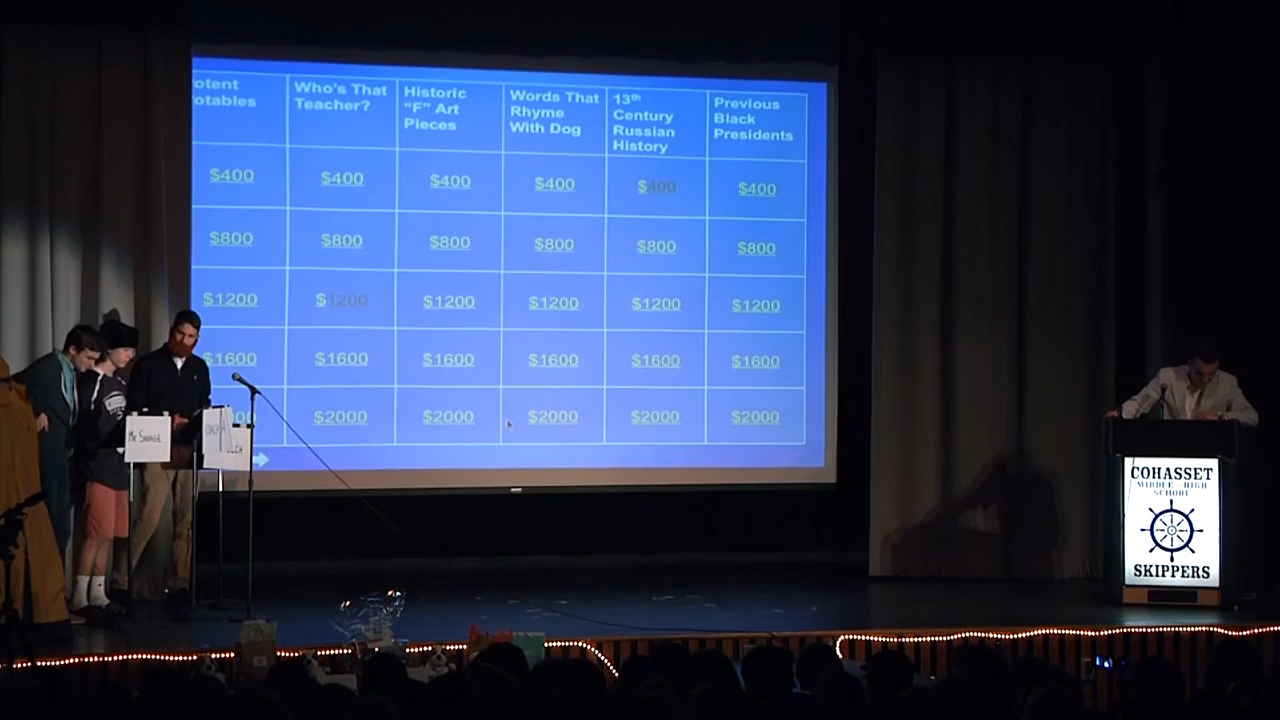 otent
otables
Who's That
Teacher?
Historic
"F" Art
Pieces
Words That
Rhyme
With Dog
13th
Century
Russian
History
Previous
Black
Presidents
$400 $400 $400 $400 $400 $400
$800 $800 $800 $800 $800 $800
$1200 $1200 $1200 $1200 $1200 $1200
$1600 $1600 $1600 $1600 $1600 $1600
00 $2000 $2000 $2000 $2000 $2000
Mr Savage
COHASSET
MIDDLE HIGH
SCHOOL
SKIPPERS